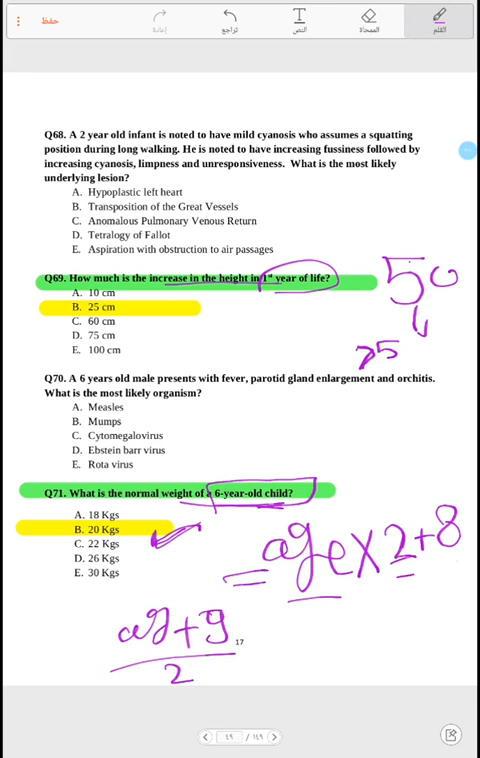 حفظ
إعادة
تراجع
النص
الممحاة
القلم
Q68. A 2 year old infant is noted to have mild cyanosis who assumes a squatting
position during long walking. He is noted to have increasing fussiness followed by
increasing cyanosis, limpness and unresponsiveness. What is the most likely
underlying lesion?
A. Hypoplastic left heart
B. Transposition of the Great Vessels
C. Anomalous Pulmonary Venous Return
D. Tetralogy of Fallot
E. Aspiration with obstruction to air passages
Q69. How much is the increase in the height in 1st year of life?
A. 10 cm
B. 25 cm
C. 60 cm
D. 75 cm
E. 100 cm
50
75
Q70. A 6 years old male presents with fever, parotid gland enlargement and orchitis.
What is the most likely organism?
A. Measles
B. Mumps
C. Cytomegalovirus
D. Ebstein barr virus
E. Rota virus
Q71. What is the normal weight of a 6-year-old child?
A. 18 Kgs
B. 20 Kgs
C. 22 Kgs
D. 26 Kgs
E. 30 Kgs
= age x 2 + 8
+ 9
2
17
٤٩ / ١٤٩